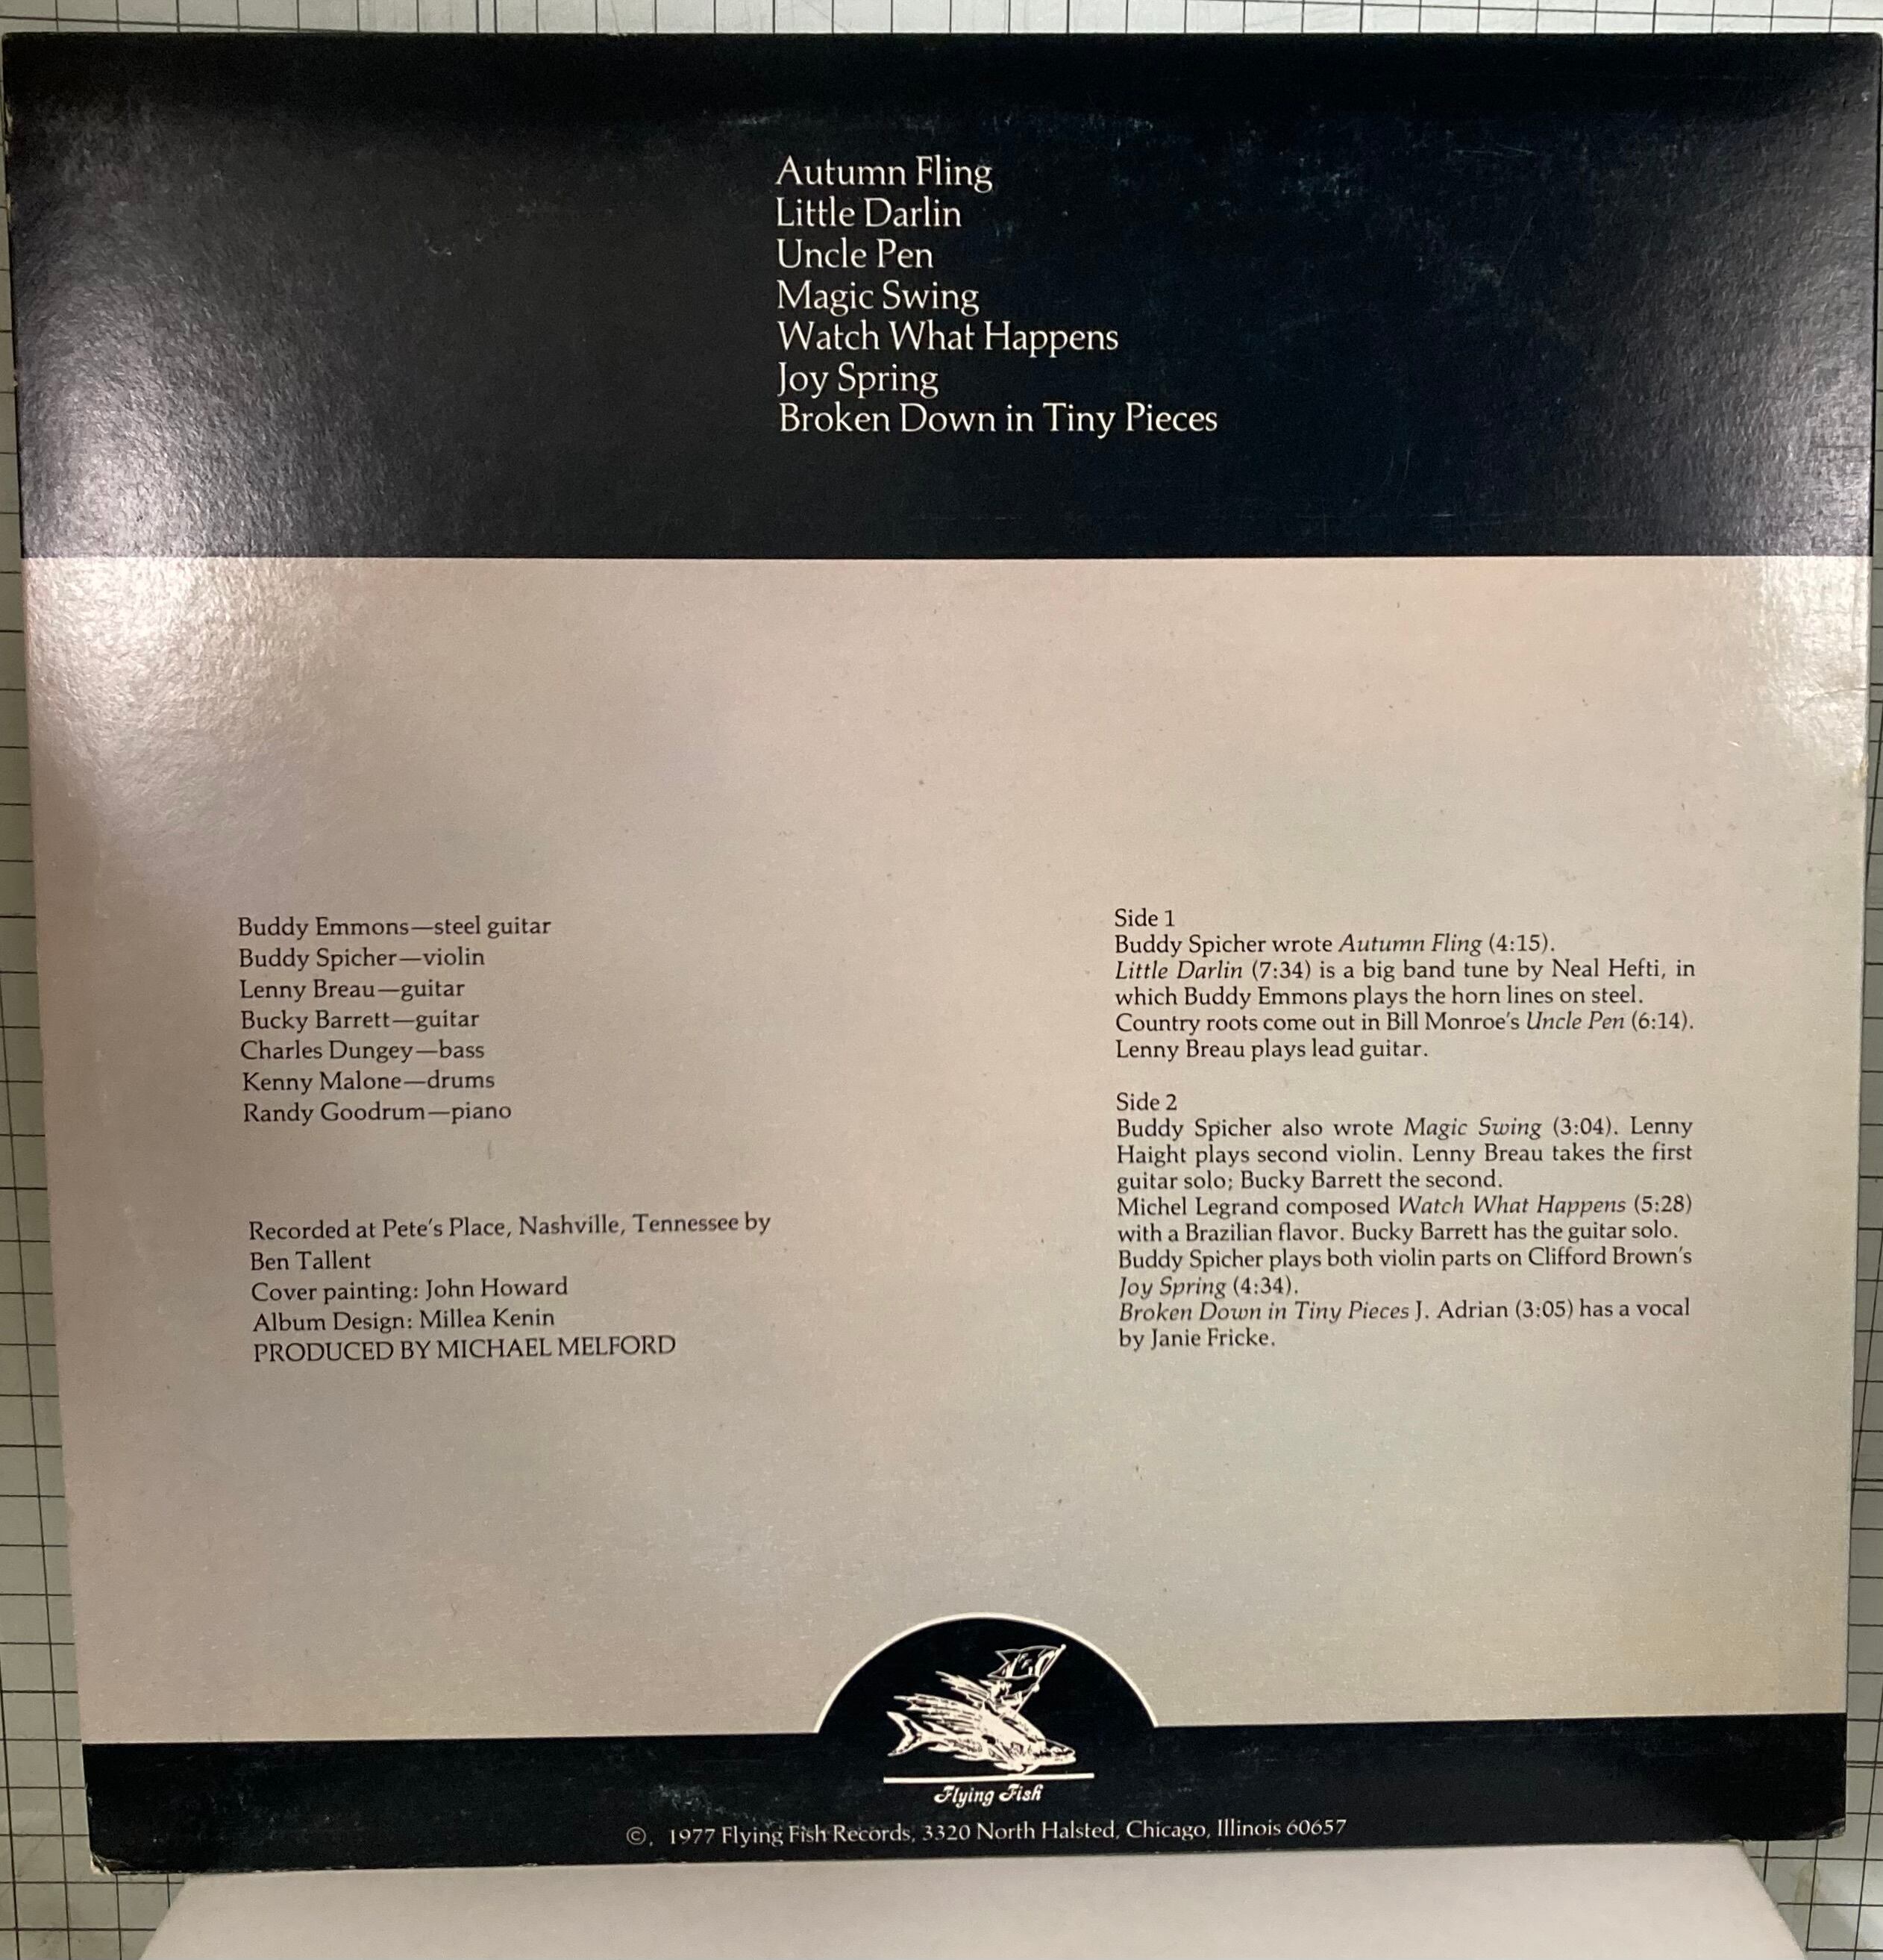 Autumn Fling
Little Darlin
Uncle Pen
Magic Swing
Watch What Happens
Joy Spring
Broken Down in Tiny Pieces
Buddy Emmons—steel guitar
Buddy Spicher—violin
Lenny Breau—guitar
Bucky Barrett—guitar
Charles Dungey—bass
Kenny Malone—drums
Randy Goodrum—piano
Recorded at Pete's Place, Nashville, Tennessee by
Ben Tallent
Cover painting: John Howard
Album Design: Millea Kenin
PRODUCED BY MICHAEL MELFORD
Side 1
Buddy Spicher wrote Autumn Fling (4:15).
Little Darlin (7:34) is a big band tune by Neal Hefti, in
which Buddy Emmons plays the horn lines on steel.
Country roots come out in Bill Monroe's Uncle Pen (6:14).
Lenny Breau plays lead guitar.
Side 2
Buddy Spicher also wrote Magic Swing (3:04). Lenny
Haight plays second violin. Lenny Breau takes the first
guitar solo; Bucky Barrett the second.
Michel Legrand composed Watch What Happens (5:28)
with a Brazilian flavor. Bucky Barrett has the guitar solo.
Buddy Spicher plays both violin parts on Clifford Brown's
Joy Spring (4:34).
Broken Down in Tiny Pieces J. Adrian (3:05) has a vocal
by Janie Fricke.
Flying Fish
©, 1977 Flying Fish Records, 3320 North Halsted, Chicago, Illinois 60657